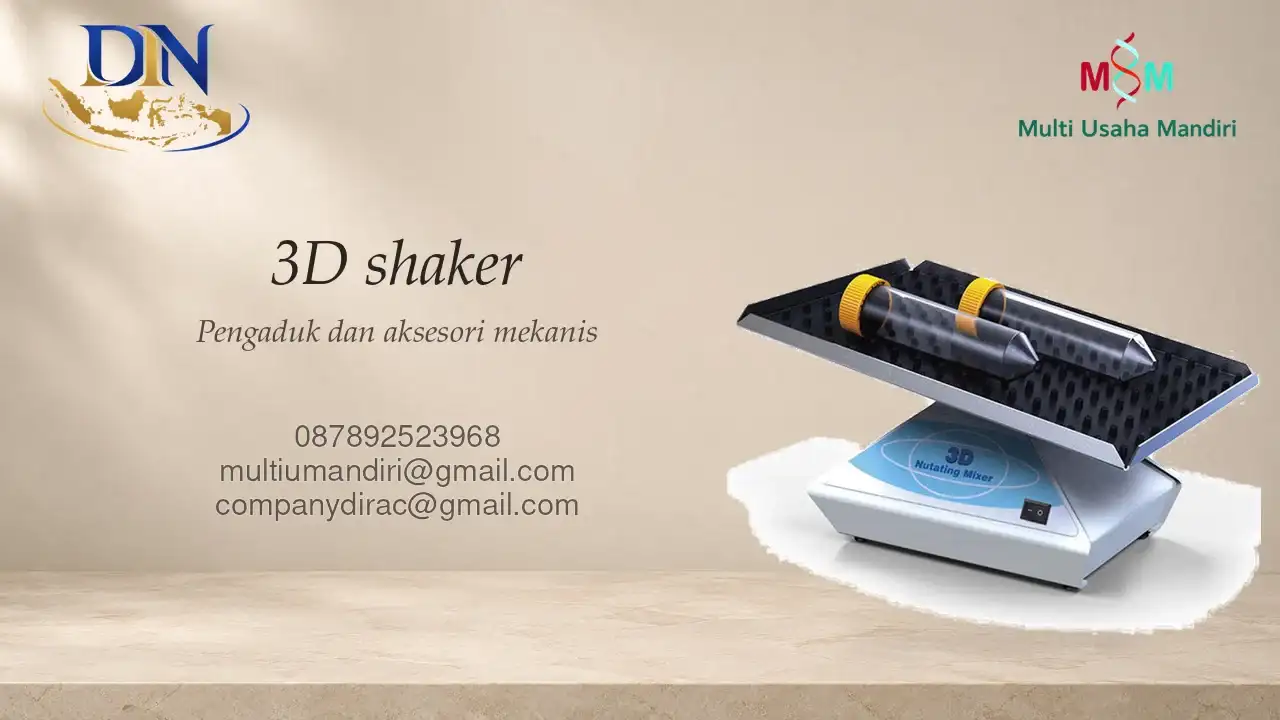 DIN
MSM
Multi Usaha Mandiri
3D shaker
Pengaduk dan aksesori mekanis
087892523968
multiumandiri@gmail.com
companydirac@gmail.com
3D
Nutating Mixer